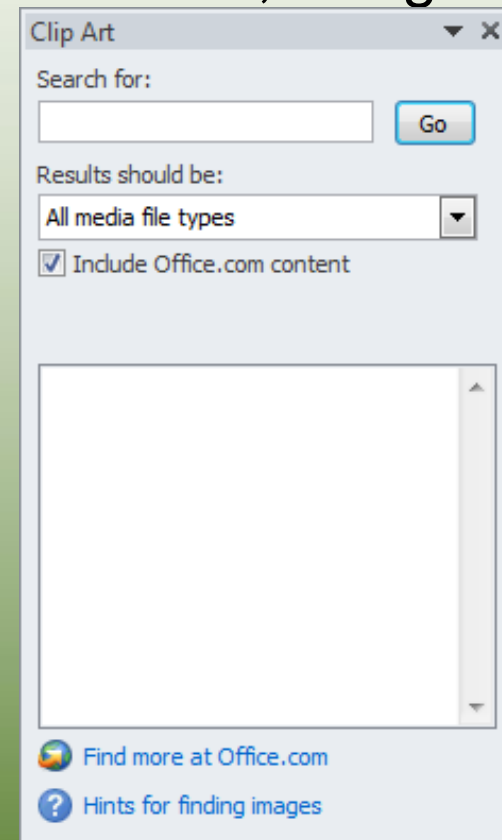 Clip Art
Search for:
Go
Results should be:
All media file types
Include Office.com content
Find more at Office.com
Hints for finding images